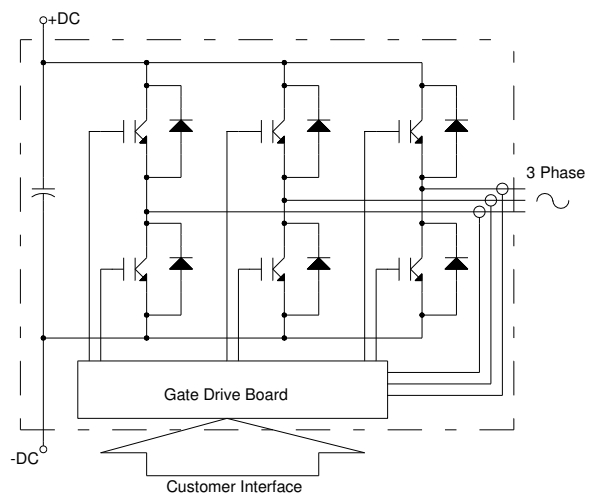 +DC
3 Phase
Gate Drive Board
-DC
Customer Interface